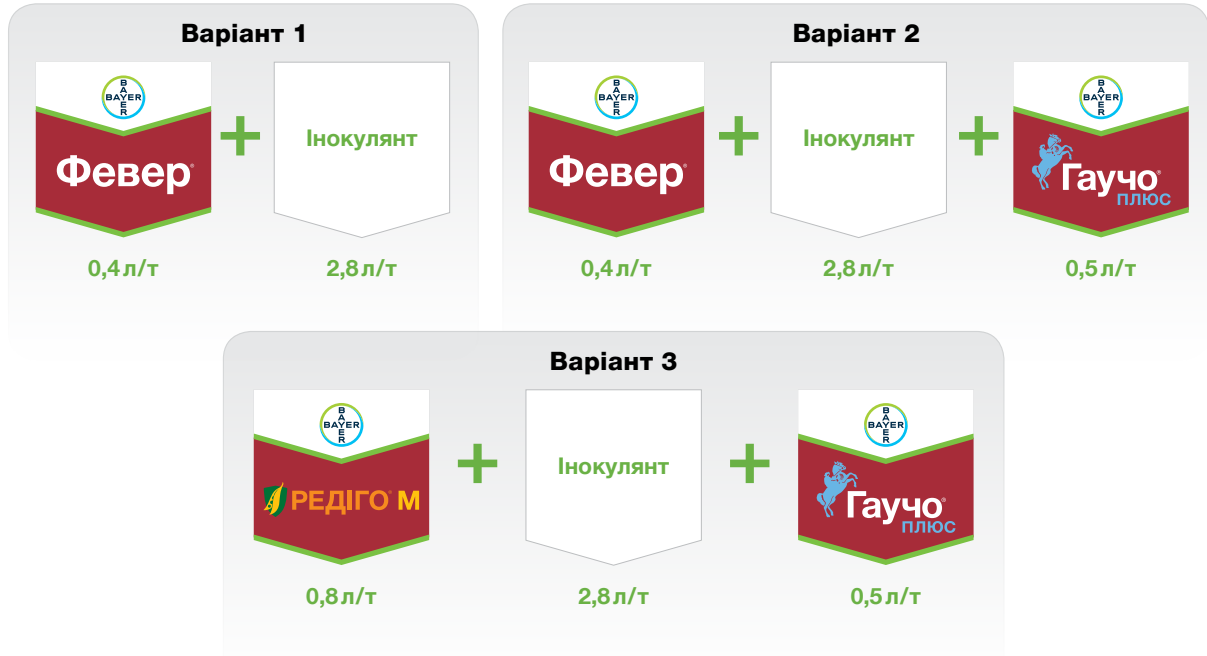 Варіант 1
BAYER
BAYER
Февер®
+
Інокулянт
0,4 л/т
2,8 л/т
Варіант 2
BAYER
BAYER
Февер®
+
Інокулянт
+
BAYER
BAYER
Гаучо®
ПЛЮС
0,4 л/т
2,8 л/т
0,5 л/т
Варіант 3
BAYER
BAYER
РЕДІГО® М
+
Інокулянт
+
BAYER
BAYER
Гаучо®
ПЛЮС
0,8 л/т
2,8 л/т
0,5 л/т